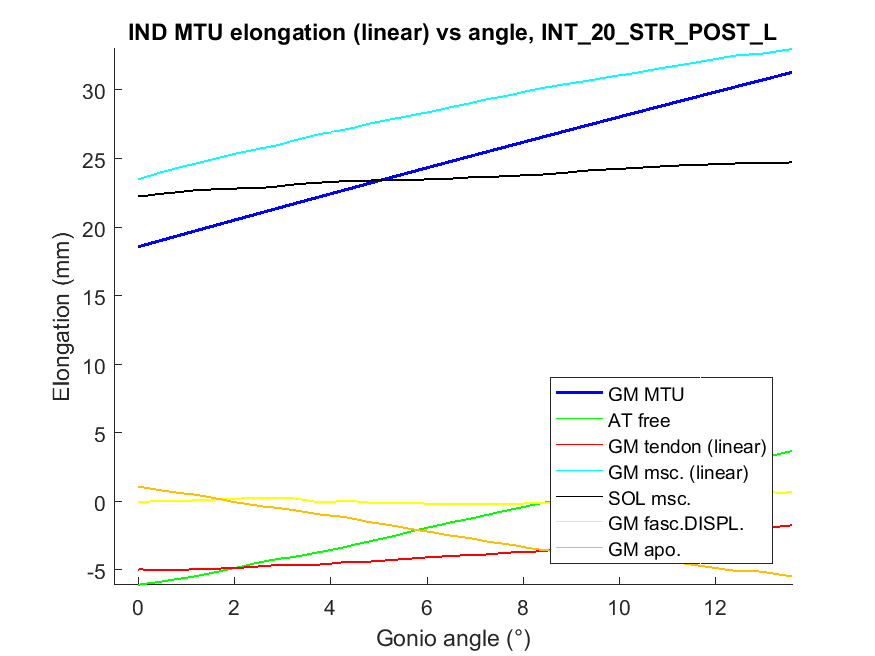 IND MTU elongation (linear) vs angle, INT_20_STR_POST_L
30
25
20
15
10
5
0
-5
Elongation (mm)
0 2 4 6 8 10 12
Gonio angle (°)
GM MTU
AT free
GM tendon (linear)
GM msc. (linear)
SOL msc.
GM fasc.DISPL.
GM apo.